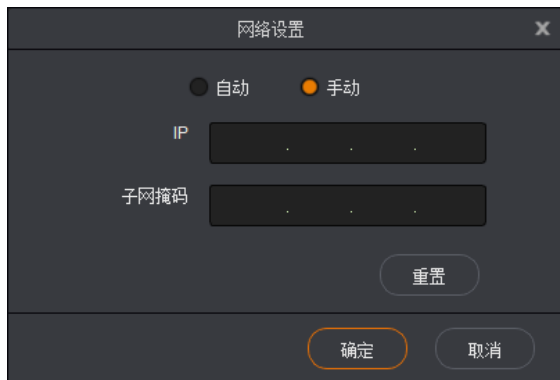 网络设置
自动 手动
IP . . .
子网掩码 . . .
重置
确定 取消